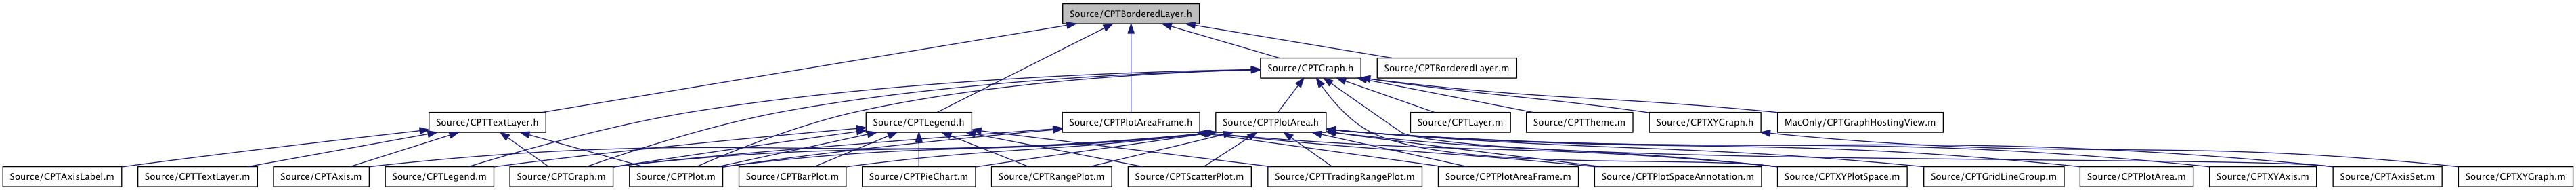 Source/CPTBorderedLayer.h
Source/CPTGraph.h
Source/CPTBorderedLayer.m
Source/CPTTextLayer.h
Source/CPTLegend.h
Source/CPTPlotAreaFrame.h
Source/CPTPlotArea.h
Source/CPTLayer.m
Source/CPTTheme.m
Source/CPTXYGraph.h
MacOnly/CPTGraphHostingView.m
Source/CPTAxisLabel.m
Source/CPTTextLayer.m
Source/CPTAxis.m
Source/CPTLegend.m
Source/CPTGraph.m
Source/CPTPlot.m
Source/CPTBarPlot.m
Source/CPTPieChart.m
Source/CPTRangePlot.m
Source/CPTScatterPlot.m
Source/CPTTradingRangePlot.m
Source/CPTPlotAreaFrame.m
Source/CPTPlotSpaceAnnotation.m
Source/CPTXYPlotSpace.m
Source/CPTGridLineGroup.m
Source/CPTPlotArea.m
Source/CPTXYAxis.m
Source/CPTAxisSet.m
Source/CPTXYGraph.m